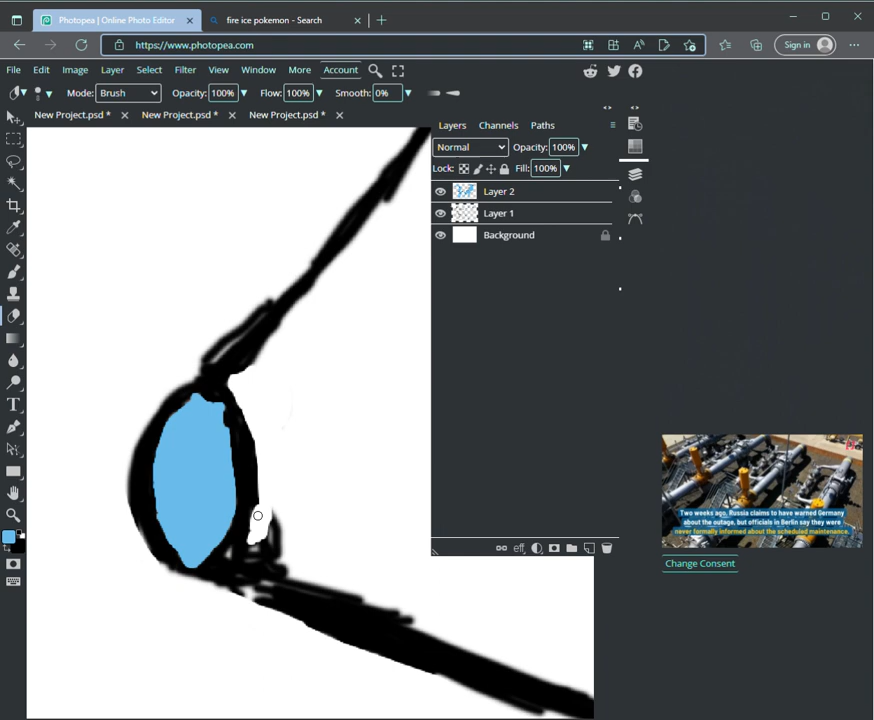 Photopea | Online Photo Editor
fire ice pokemon - Search
https://www.photopea.com
Sign in
File Edit Image Layer Select Filter View Window More Account
Mode: Brush Opacity: 100% Flow: 100% Smooth: 0%
New Project.psd * New Project.psd * New Project.psd *
Layers Channels Paths
Normal Opacity: 100%
Lock: Fill: 100%
Layer 2
Layer 1
Background
eff
Two weeks ago, Russia claims to have warned Germany
about the outage, but officials in Berlin say they were
never formally informed about the scheduled maintenance.
Change Consent